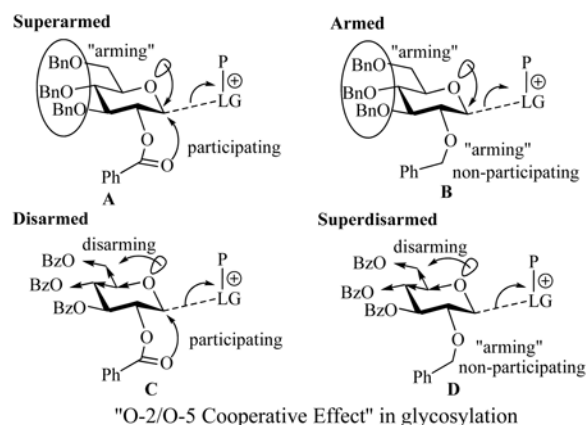 Superarmed
Armed
BnO "arming" O P
⊕
BnO LG
BnO
O participating
Ph O
A
BnO "arming" O P
⊕
BnO LG
BnO
O "arming"
Ph non-participating
B
Disarmed
Superdisarmed
disarming P
BzO O ⊕
BzO LG
BzO
O participating
Ph O
C
disarming P
BzO O ⊕
BzO LG
BzO
O "arming"
Ph non-participating
D
"O-2/O-5 Cooperative Effect" in glycosylation